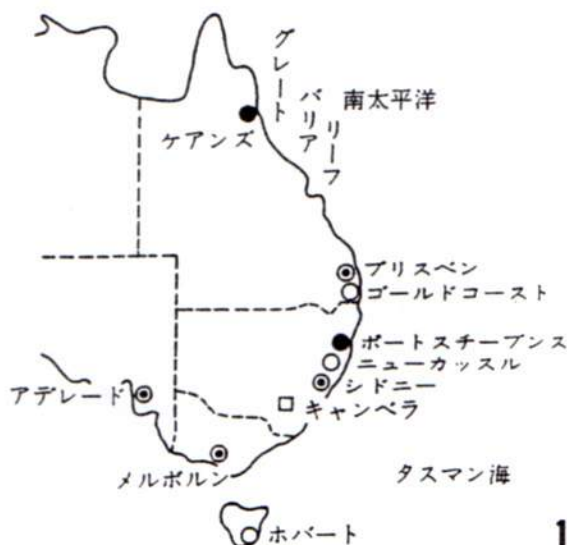 グレート
バリア
リーフ
南太平洋
ケアンズ
ブリスベン
ゴールドコースト
ポートスチーブンス
ニューカッスル
シドニー
キャンベラ
アデレード
メルボルン
タスマン海
ホバート
1